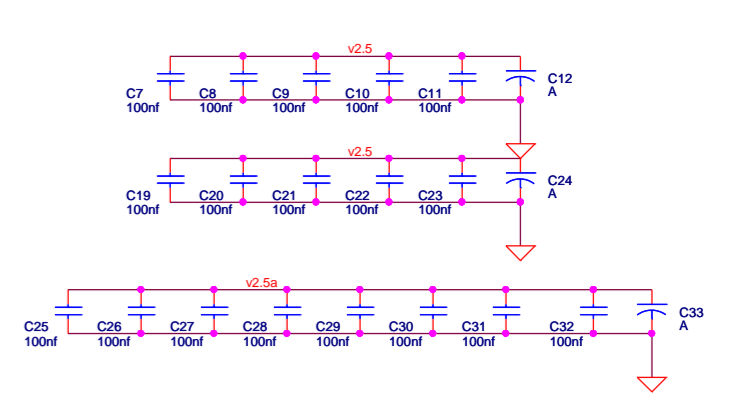 v2.5
C7 C8 C9 C10 C11 C12
100nf 100nf 100nf 100nf 100nf A
v2.5
C19 C20 C21 C22 C23 C24
100nf 100nf 100nf 100nf 100nf A
v2.5a
C25 C26 C27 C28 C29 C30 C31 C32 C33
100nf 100nf 100nf 100nf 100nf 100nf 100nf 100nf A